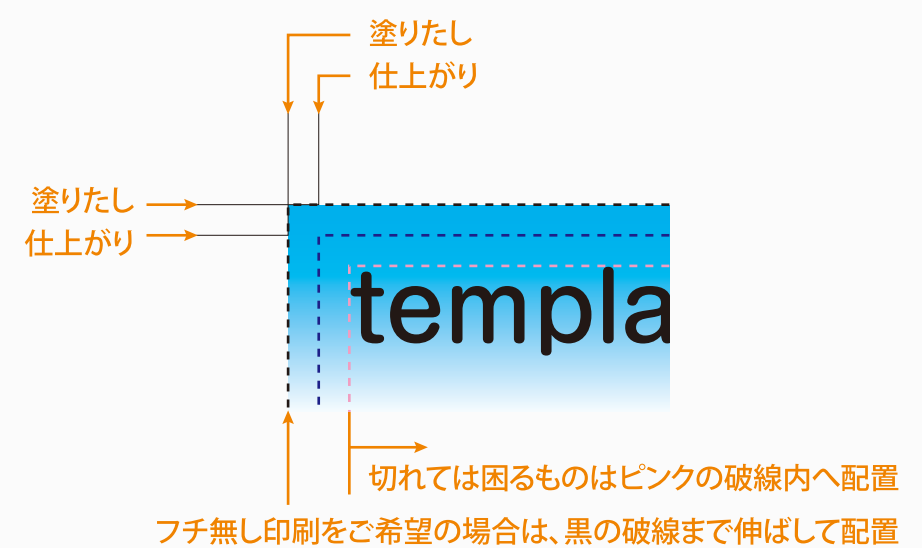 塗りたし
仕上がり
塗りたし
仕上がり
templa
切れては困るものはピンクの破線内へ配置
フチ無し印刷をご希望の場合は、黒の破線まで伸ばして配置